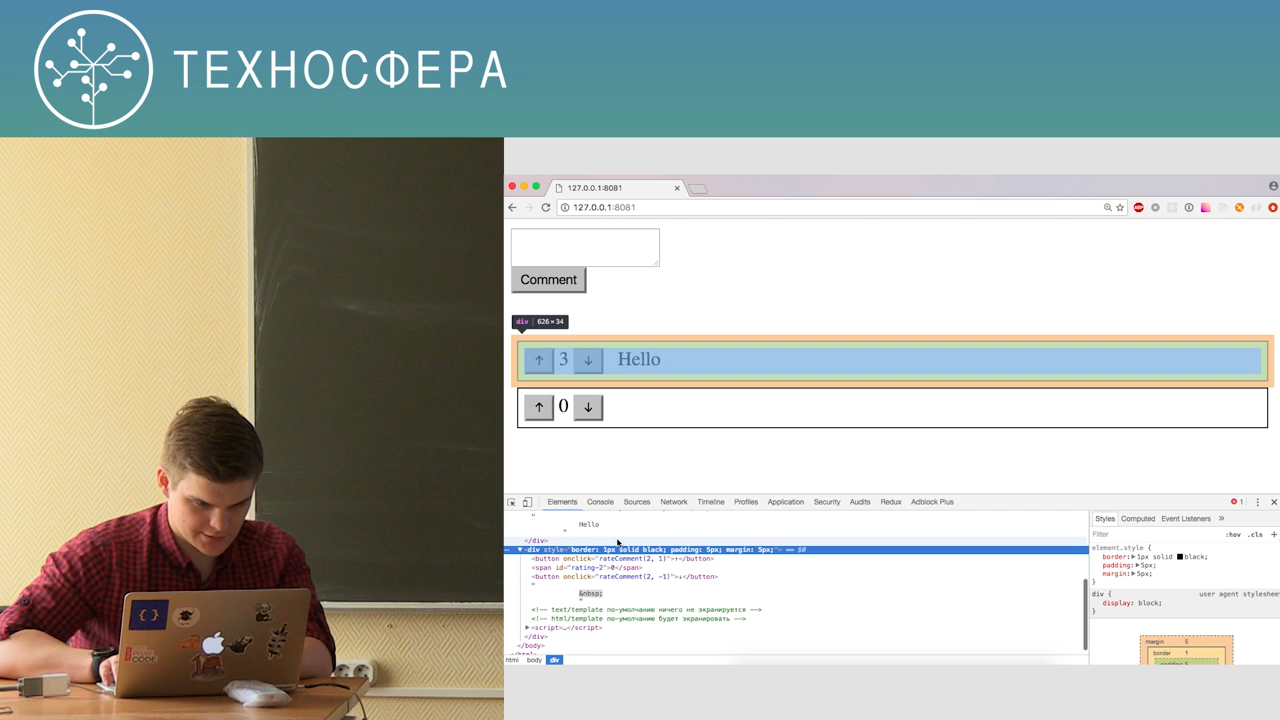 ТЕХНОСФЕРА
127.0.0.1:8081
127.0.0.1:8081
Comment
div 626×34
↑ 3 ↓ Hello
↑ 0 ↓
Elements Console Sources Network Timeline Profiles Application Security Audits Redux Adblock Plus 1
"
Hello
"
</div>
▼<div style="border: 1px solid black; padding: 5px; margin: 5px;"> == $0
<button onclick="rateComment(2, 1)">↑</button>
<span id="rating-2">0</span>
<button onclick="rateComment(2, -1)">↓</button>
"
&nbsp;
"
<!-- text/template по-умолчанию ничего не экранируется -->
<!-- html/template по-умолчанию будет экранировать -->
▶<script>…</script>
</div>
</body>
html body div
Styles Computed Event Listeners »
Filter :hov .cls +
element.style {
border:▶1px solid black;
padding:▶5px;
margin:▶5px;
}
div { user agent stylesheet
display: block;
}
margin 5
border 1